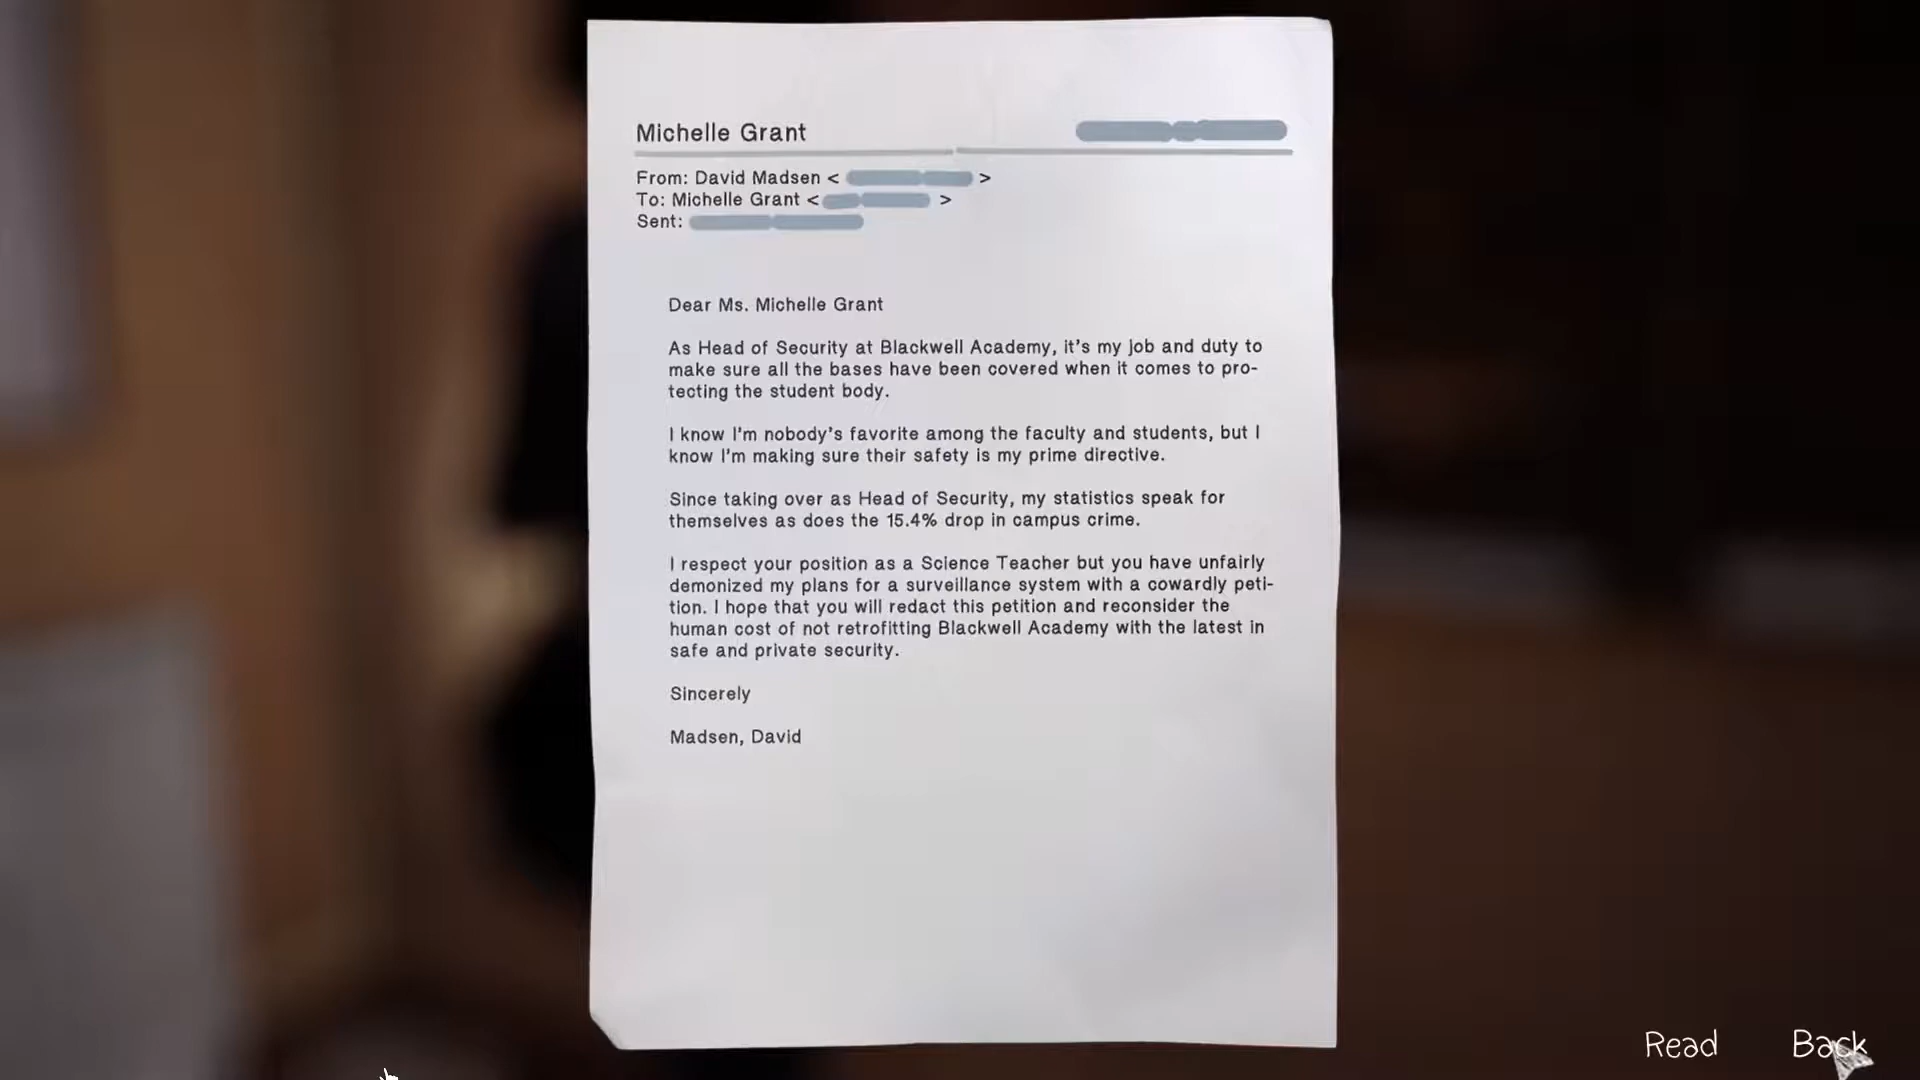 Michelle Grant
From: David Madsen < >
To: Michelle Grant < >
Sent:
Dear Ms. Michelle Grant
As Head of Security at Blackwell Academy, it's my job and duty to
make sure all the bases have been covered when it comes to pro-
tecting the student body.
I know I'm nobody's favorite among the faculty and students, but I
know I'm making sure their safety is my prime directive.
Since taking over as Head of Security, my statistics speak for
themselves as does the 15.4% drop in campus crime.
I respect your position as a Science Teacher but you have unfairly
demonized my plans for a surveillance system with a cowardly peti-
tion. I hope that you will redact this petition and reconsider the
human cost of not retrofitting Blackwell Academy with the latest in
safe and private security.
Sincerely
Madsen, David
Read Back